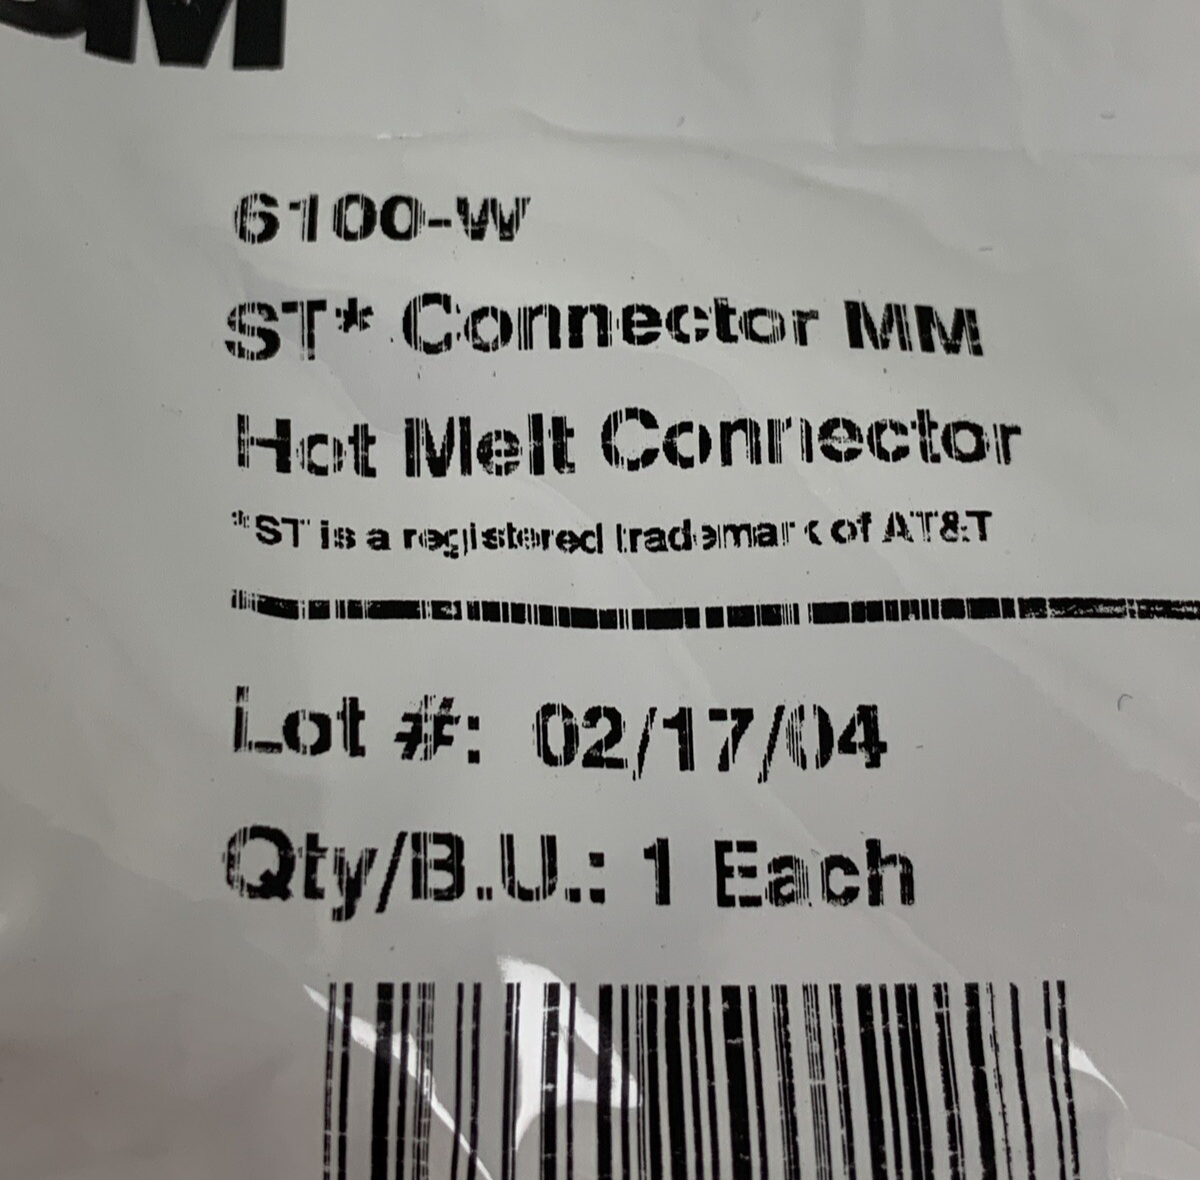 6100-W
ST* Connector MM
Hot Melt Connector
*ST is a registered trademark of AT&T
Lot #: 02/17/04
Qty/B.U.: 1 Each